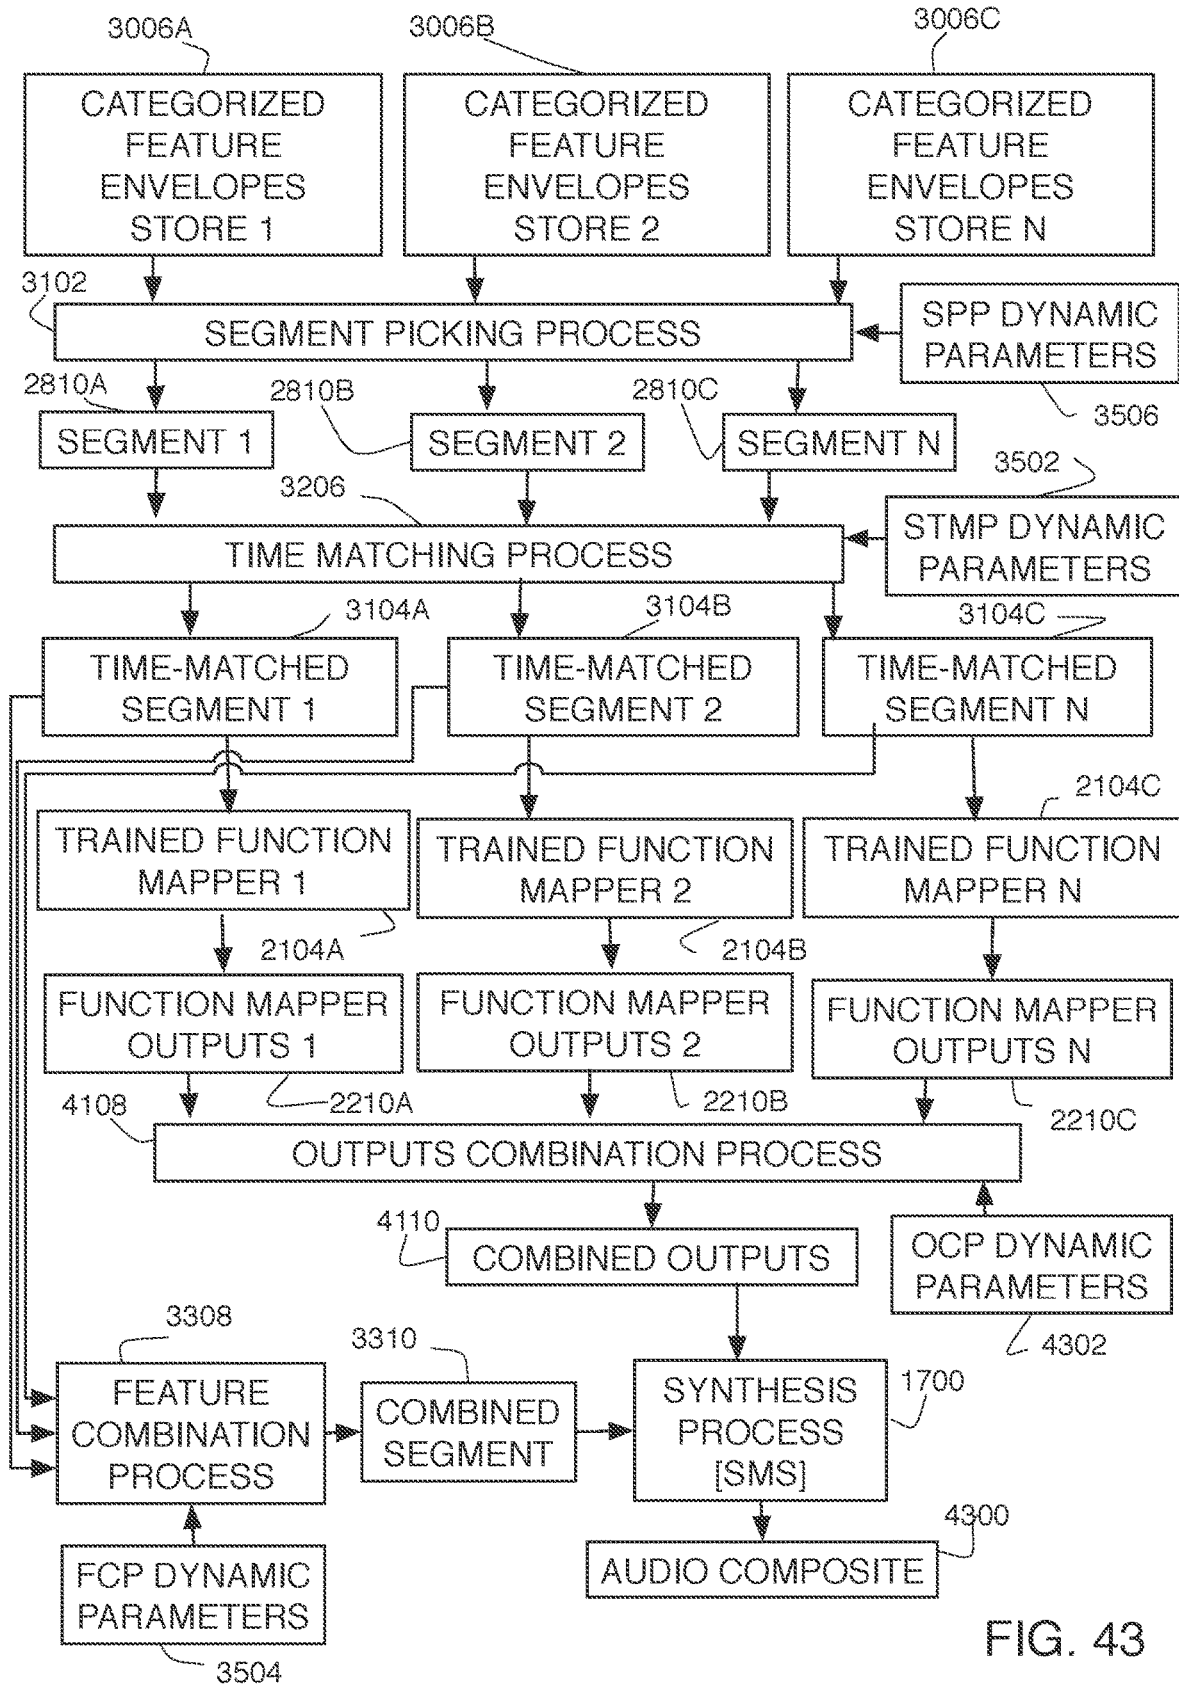 3006A
3006B
3006C
CATEGORIZED
FEATURE
ENVELOPES
STORE 1
CATEGORIZED
FEATURE
ENVELOPES
STORE 2
CATEGORIZED
FEATURE
ENVELOPES
STORE N
3102
SEGMENT PICKING PROCESS
SPP DYNAMIC
PARAMETERS
3506
2810A
2810B
2810C
SEGMENT 1
SEGMENT 2
SEGMENT N
3206
3502
TIME MATCHING PROCESS
STMP DYNAMIC
PARAMETERS
3104A
3104B
3104C
TIME-MATCHED
SEGMENT 1
TIME-MATCHED
SEGMENT 2
TIME-MATCHED
SEGMENT N
2104C
TRAINED FUNCTION
MAPPER 1
TRAINED FUNCTION
MAPPER 2
TRAINED FUNCTION
MAPPER N
2104A
2104B
FUNCTION MAPPER
OUTPUTS 1
FUNCTION MAPPER
OUTPUTS 2
FUNCTION MAPPER
OUTPUTS N
4108
2210A
2210B
2210C
OUTPUTS COMBINATION PROCESS
4110
COMBINED OUTPUTS
OCP DYNAMIC
PARAMETERS
4302
3308
3310
1700
FEATURE
COMBINATION
PROCESS
COMBINED
SEGMENT
SYNTHESIS
PROCESS
[SMS]
4300
AUDIO COMPOSITE
FCP DYNAMIC
PARAMETERS
3504
FIG. 43